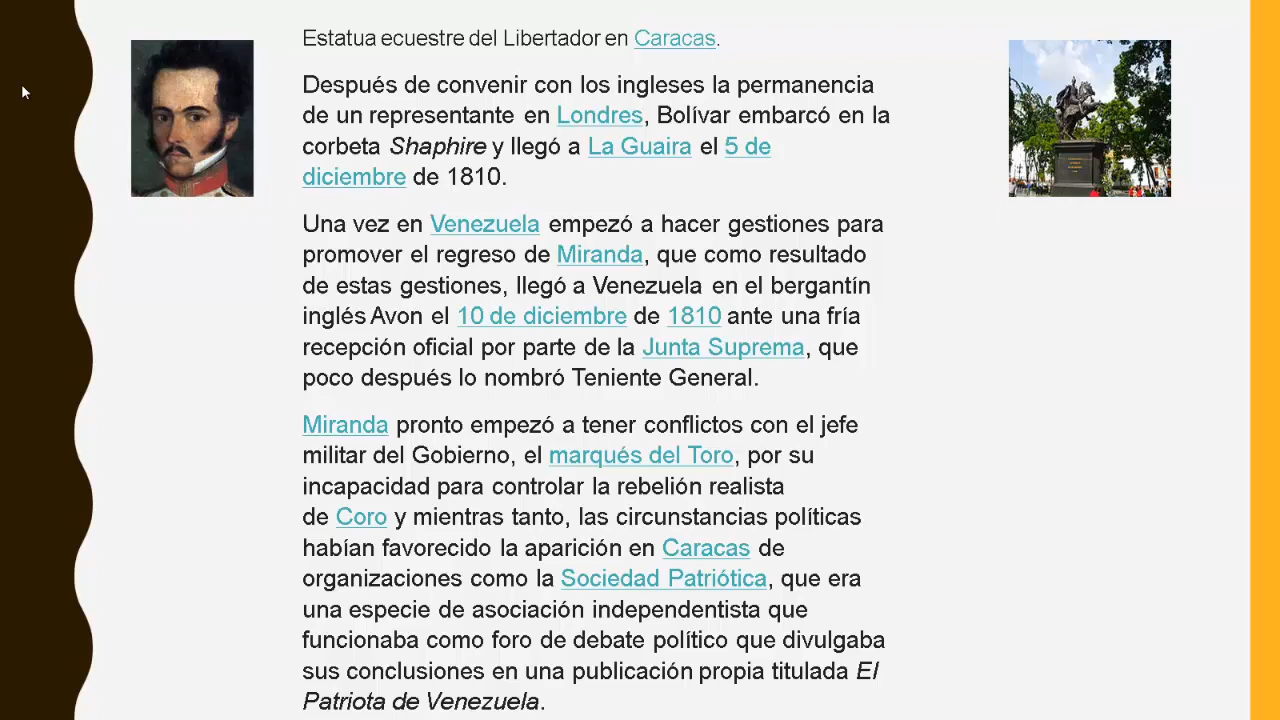 Estatua ecuestre del Libertador en Caracas.
Después de convenir con los ingleses la permanencia
de un representante en Londres, Bolívar embarcó en la
corbeta Shaphire y llegó a La Guaira el 5 de
diciembre de 1810.
Una vez en Venezuela empezó a hacer gestiones para
promover el regreso de Miranda, que como resultado
de estas gestiones, llegó a Venezuela en el bergantín
inglés Avon el 10 de diciembre de 1810 ante una fría
recepción oficial por parte de la Junta Suprema, que
poco después lo nombró Teniente General.
Miranda pronto empezó a tener conflictos con el jefe
militar del Gobierno, el marqués del Toro, por su
incapacidad para controlar la rebelión realista
de Coro y mientras tanto, las circunstancias políticas
habían favorecido la aparición en Caracas de
organizaciones como la Sociedad Patriótica, que era
una especie de asociación independentista que
funcionaba como foro de debate político que divulgaba
sus conclusiones en una publicación propia titulada El
Patriota de Venezuela.